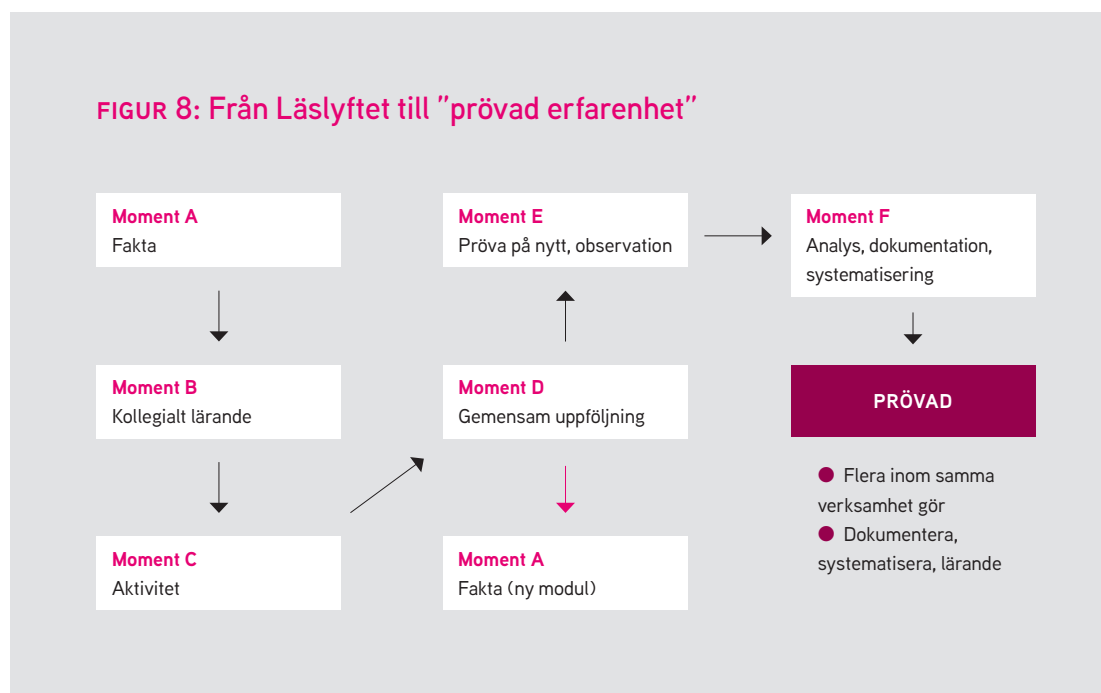 FIGUR 8: Från Läslyftet till ”prövad erfarenhet”
Moment A
Fakta
Moment B
Kollegialt lärande
Moment C
Aktivitet
Moment E
Pröva på nytt, observation
Moment D
Gemensam uppföljning
Moment A
Fakta (ny modul)
Moment F
Analys, dokumentation,
systematisering
PRÖVAD
● Flera inom samma
verksamhet gör
● Dokumentera,
systematisera, lärande